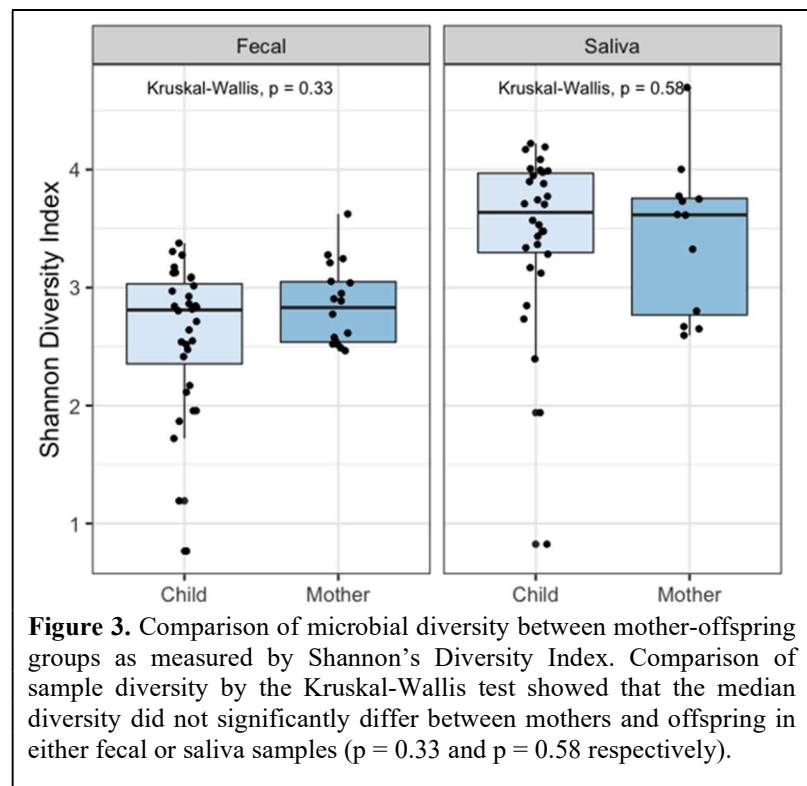 Fecal
Saliva
Kruskal-Wallis, p = 0.33
Kruskal-Wallis, p = 0.58
Shannon Diversity Index
4
3
2
1
Child
Mother
Child
Mother
Figure 3. Comparison of microbial diversity between mother-offspring
groups as measured by Shannon’s Diversity Index. Comparison of
sample diversity by the Kruskal-Wallis test showed that the median
diversity did not significantly differ between mothers and offspring in
either fecal or saliva samples (p = 0.33 and p = 0.58 respectively).